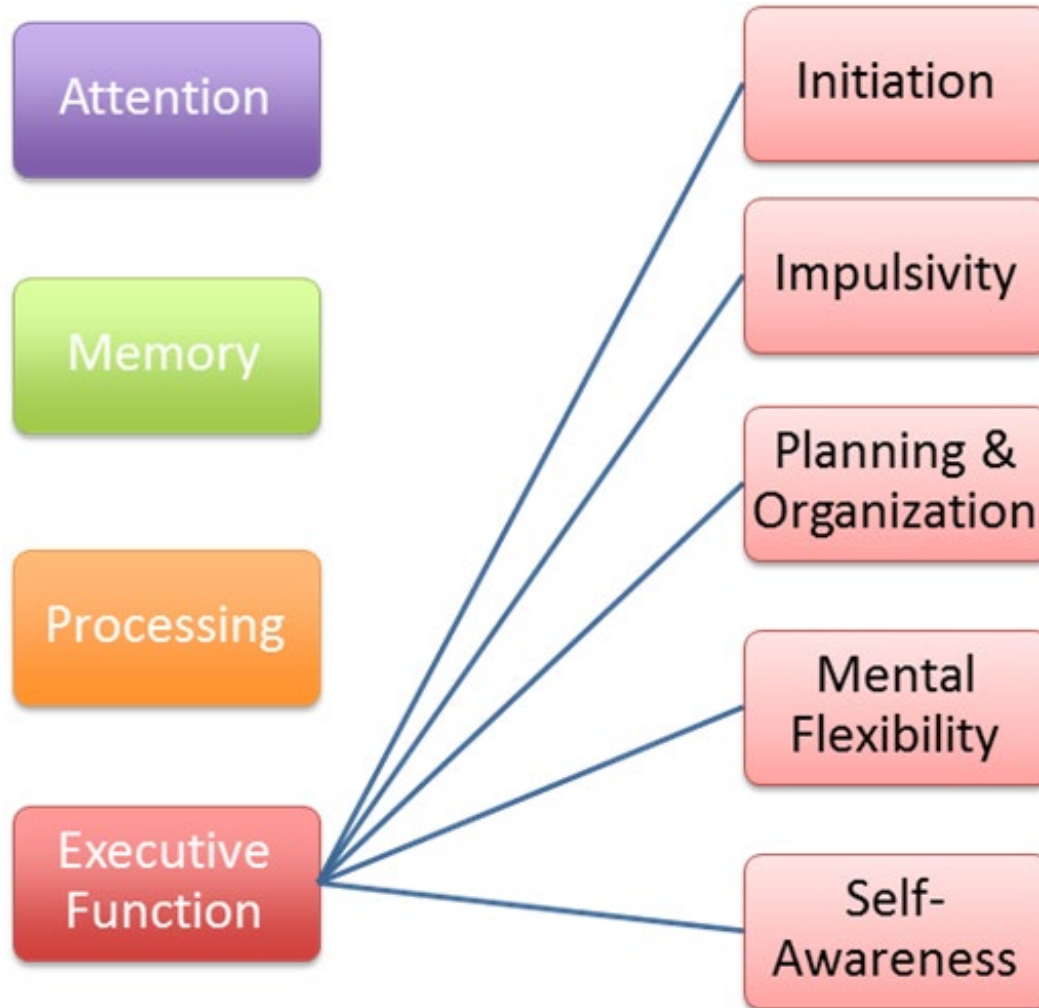 Attention
Memory
Processing
Executive
Function
Initiation
Impulsivity
Planning &
Organization
Mental
Flexibility
Self-
Awareness